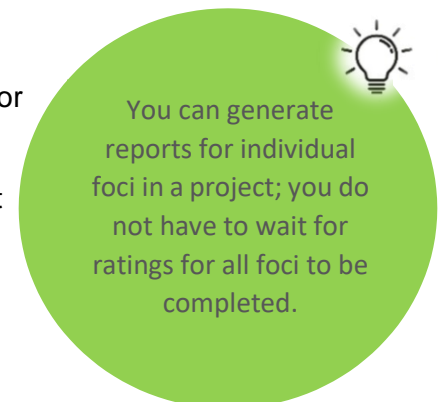 or
t
You can generate
reports for individual
foci in a project; you do
not have to wait for
ratings for all foci to be
completed.